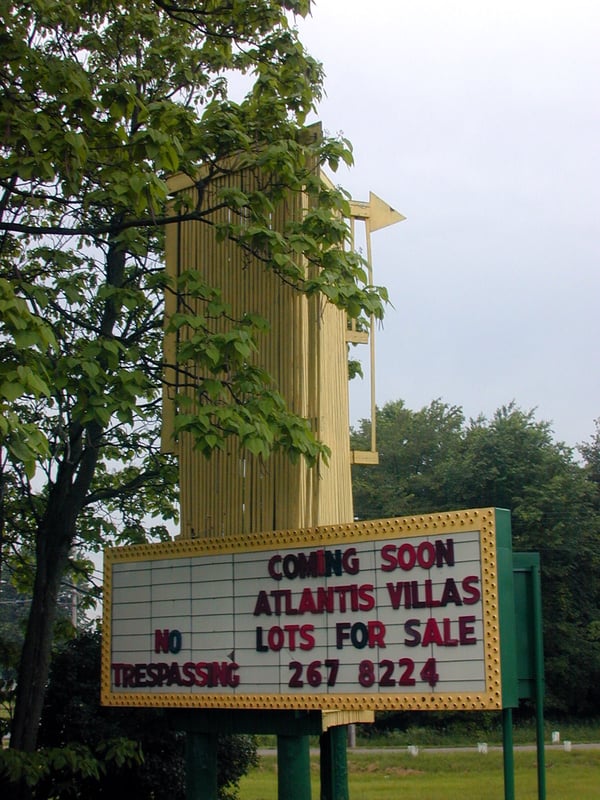 COMING SOON
ATLANTIS VILLAS
LOTS FOR SALE
267 8224
NO
TRESPASSING